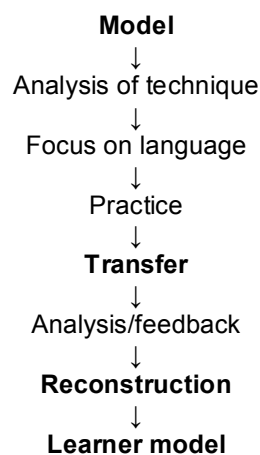 Model
↓
Analysis of technique
↓
Focus on language
↓
Practice
↓
Transfer
↓
Analysis/feedback
↓
Reconstruction
↓
Learner model